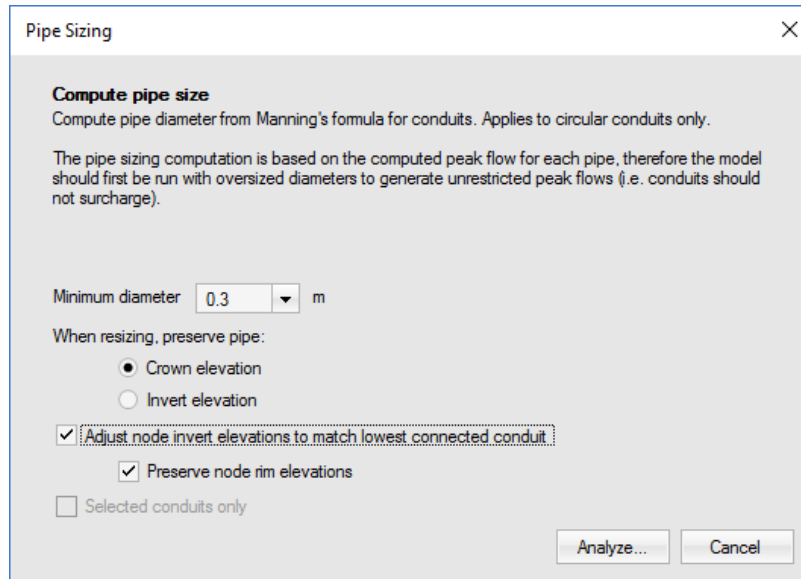 Pipe Sizing
Compute pipe size
Compute pipe diameter from Manning's formula for conduits. Applies to circular conduits only.
The pipe sizing computation is based on the computed peak flow for each pipe, therefore the model
should first be run with oversized diameters to generate unrestricted peak flows (i.e. conduits should
not surcharge).
Minimum diameter 0.3 m
When resizing, preserve pipe:
Crown elevation
Invert elevation
Adjust node invert elevations to match lowest connected conduit
Preserve node rim elevations
Selected conduits only
Analyze... Cancel